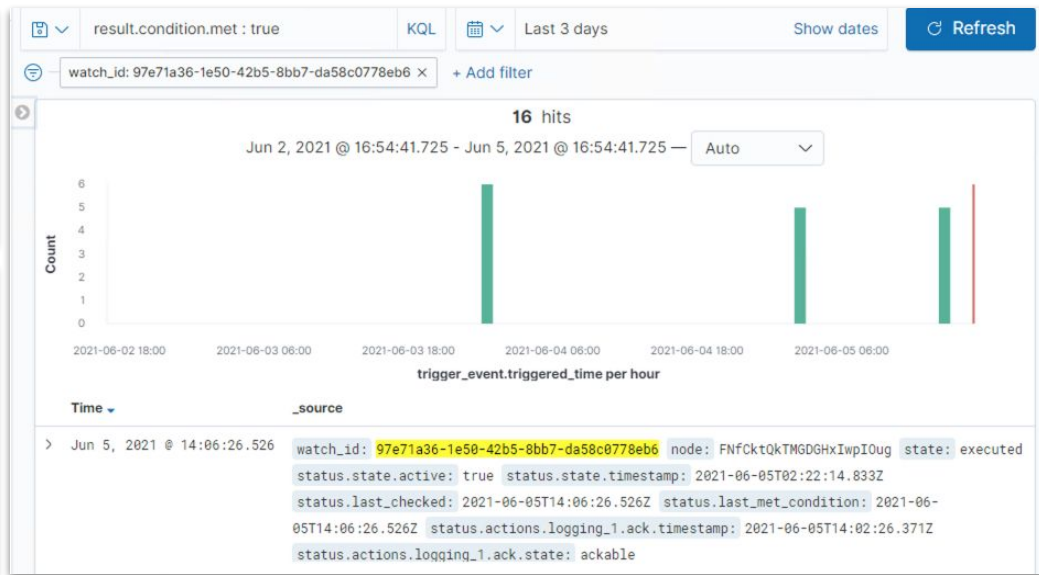 result.condition.met : true KQL Last 3 days Show dates Refresh
watch_id: 97e71a36-1e50-42b5-8bb7-da58c0778eb6 × + Add filter
16 hits
Jun 2, 2021 @ 16:54:41.725 - Jun 5, 2021 @ 16:54:41.725 — Auto
6
5
4
3
2
1
0
Count
2021-06-02 18:00 2021-06-03 06:00 2021-06-03 18:00 2021-06-04 06:00 2021-06-04 18:00 2021-06-05 06:00
trigger_event.triggered_time per hour
Time _source
Jun 5, 2021 @ 14:06:26.526 watch_id: 97e71a36-1e50-42b5-8bb7-da58c0778eb6 node: FNfCktQkTMGDGHxIwpIOug state: executed
status.state.active: true status.state.timestamp: 2021-06-05T02:22:14.833Z
status.last_checked: 2021-06-05T14:06:26.526Z status.last_met_condition: 2021-06-
05T14:06:26.526Z status.actions.logging_1.ack.timestamp: 2021-06-05T14:02:26.371Z
status.actions.logging_1.ack.state: ackable